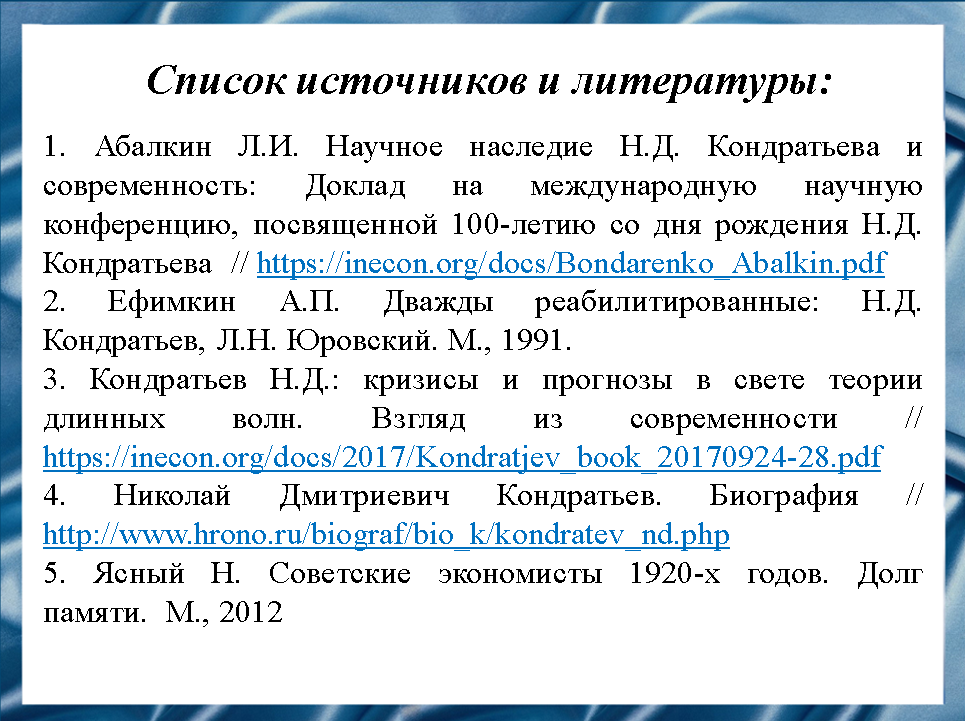 Список источников и литературы:
1. Абалкин Л.И. Научное наследие Н.Д. Кондратьева и
современность: Доклад на международную научную
конференцию, посвященной 100-летию со дня рождения Н.Д.
Кондратьева // https://inecon.org/docs/Bondarenko_Abalkin.pdf
2. Ефимкин А.П. Дважды реабилитированные: Н.Д.
Кондратьев, Л.Н. Юровский. М., 1991.
3. Кондратьев Н.Д.: кризисы и прогнозы в свете теории
длинных волн. Взгляд из современности //
https://inecon.org/docs/2017/Kondratjev_book_20170924-28.pdf
4. Николай Дмитриевич Кондратьев. Биография //
http://www.hrono.ru/biograf/bio_k/kondratev_nd.php
5. Ясный Н. Советские экономисты 1920-х годов. Долг
памяти. М., 2012